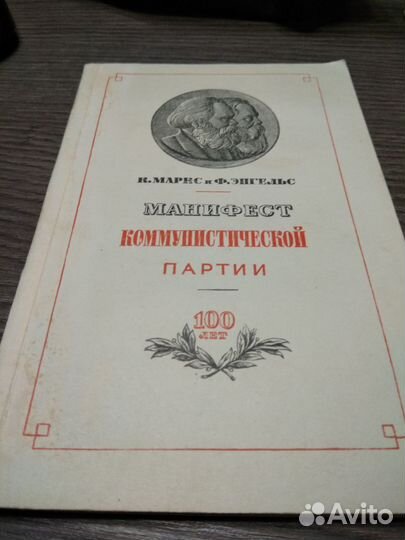 К. МАРКС и Ф. ЭНГЕЛЬС
МАНИФЕСТ
КОММУНИСТИЧЕСКОЙ
ПАРТИИ
100
ЛЕТ
Avito